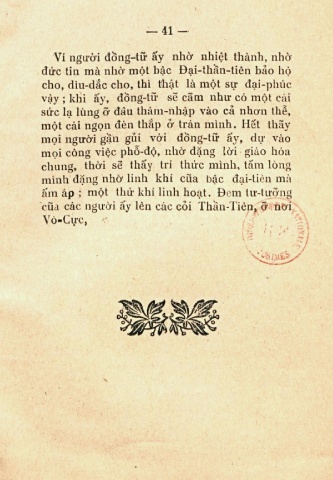 — 41 —
Ví người đồng-tử ấy nhờ nhiệt thành, nhờ
đức tin mà nhờ một bậc Đại-thần-tiên bảo hộ
cho, dìu-dắc cho, thì thật là một sự đại-phúc
vậy ; khi ấy, đồng-tử sẽ cãm như có một cái
sức lạ lùng ở đâu thâm-nhập vào cả nhơn thể,
một cái ngọn đèn thắp ở trán mình. Hết thãy
mọi người gần gủi với đồng-tử ấy, dự vào
mọi công việc phổ-độ, nhờ đặng lời giáo hóa
chung, thời sẽ thấy trí thức mình, tấm lòng
mình đặng nhờ linh khí của bậc đại-tiên mà
ấm áp ; một thứ khí linh hoạt. Đem tư-tưởng
của các người ấy lên các cỏi Thần-Tiên, ở nơi
Vô-Cực,